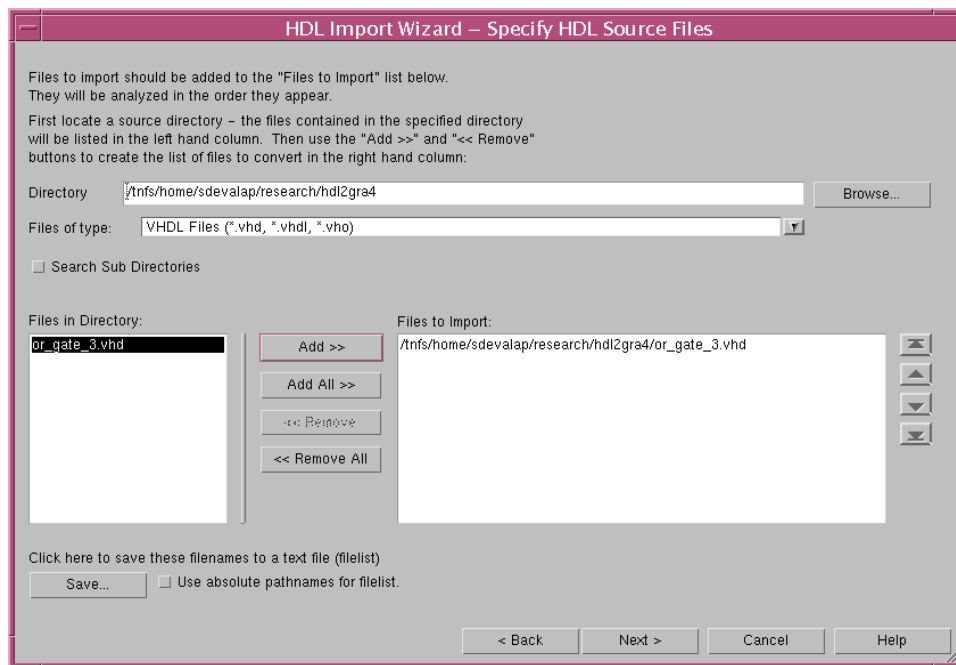 HDL Import Wizard – Specify HDL Source Files
Files to import should be added to the "Files to Import" list below.
They will be analyzed in the order they appear.
First locate a source directory – the files contained in the specified directory
will be listed in the left hand column. Then use the "Add >>" and "<< Remove"
buttons to create the list of files to convert in the right hand column:
Directory /tnfs/home/sdevalap/research/hdl2gra4 Browse...
Files of type: VHDL Files (*.vhd, *.vhdl, *.vho)
Search Sub Directories
Files in Directory:
Files to Import:
or_gate_3.vhd
Add >>
/tnfs/home/sdevalap/research/hdl2gra4/or_gate_3.vhd
Add All >>
<< Remove
<< Remove All
Click here to save these filenames to a text file (filelist)
Save... Use absolute pathnames for filelist.
< Back Next > Cancel Help